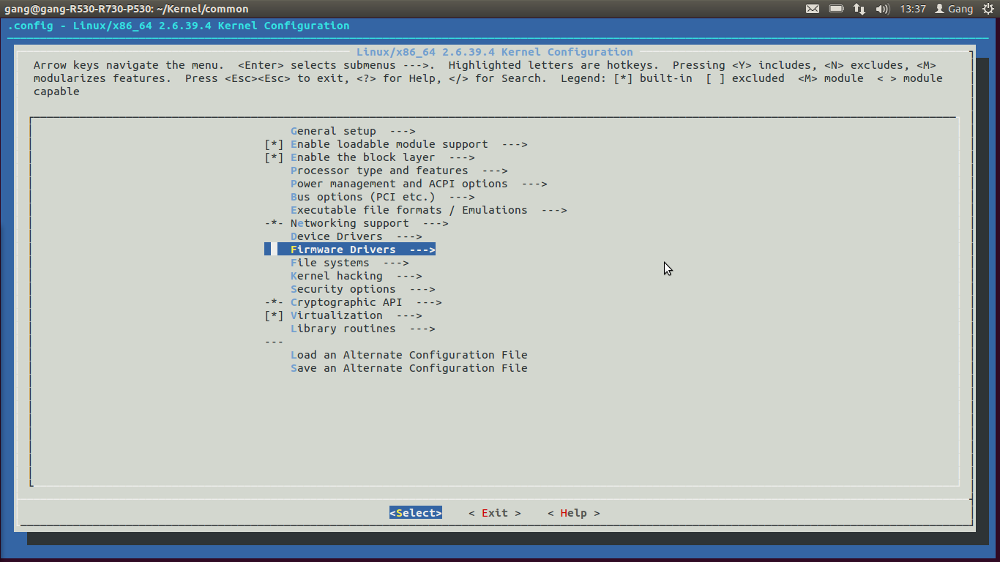 gang@gang-R530-R730-P530: ~/Kernel/common
13:37 Gang
.config - Linux/x86_64 2.6.39.4 Kernel Configuration
Linux/x86_64 2.6.39.4 Kernel Configuration
Arrow keys navigate the menu.  <Enter> selects submenus --->.  Highlighted letters are hotkeys.  Pressing <Y> includes, <N> excludes, <M>
modularizes features.  Press <Esc><Esc> to exit, <?> for Help, </> for Search.  Legend: [*] built-in  [ ] excluded  <M> module  < > module
capable
General setup  --->
[*] Enable loadable module support  --->
[*] Enable the block layer  --->
Processor type and features  --->
Power management and ACPI options  --->
Bus options (PCI etc.)  --->
Executable file formats / Emulations  --->
-*- Networking support  --->
Device Drivers  --->
Firmware Drivers  --->
File systems  --->
Kernel hacking  --->
Security options  --->
-*- Cryptographic API  --->
[*] Virtualization  --->
Library routines  --->
---
Load an Alternate Configuration File
Save an Alternate Configuration File
<Select>    < Exit >    < Help >